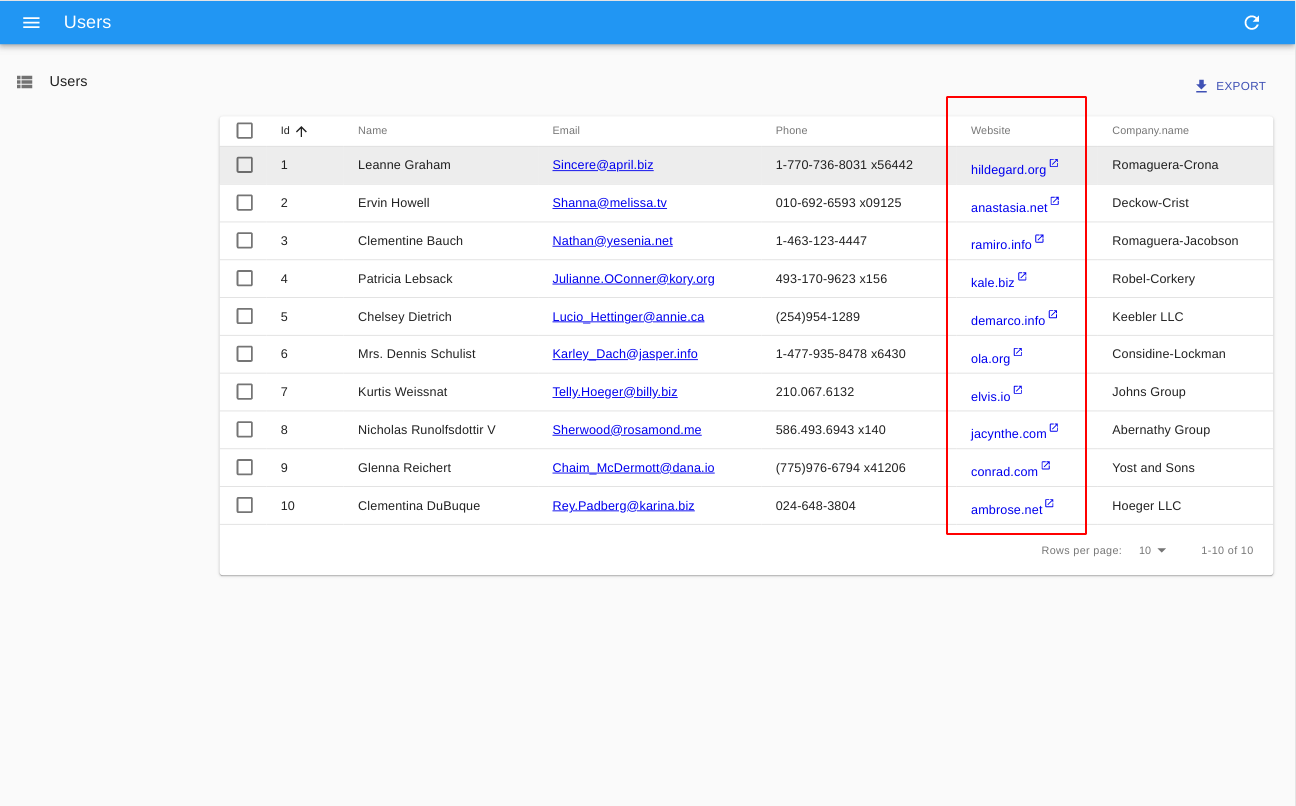 Users
Users
EXPORT
Id Name Email Phone Website Company.name
1 Leanne Graham Sincere@april.biz 1-770-736-8031 x56442 hildegard.org Romaguera-Crona
2 Ervin Howell Shanna@melissa.tv 010-692-6593 x09125 anastasia.net Deckow-Crist
3 Clementine Bauch Nathan@yesenia.net 1-463-123-4447 ramiro.info Romaguera-Jacobson
4 Patricia Lebsack Julianne.OConner@kory.org 493-170-9623 x156 kale.biz Robel-Corkery
5 Chelsey Dietrich Lucio_Hettinger@annie.ca (254)954-1289 demarco.info Keebler LLC
6 Mrs. Dennis Schulist Karley_Dach@jasper.info 1-477-935-8478 x6430 ola.org Considine-Lockman
7 Kurtis Weissnat Telly.Hoeger@billy.biz 210.067.6132 elvis.io Johns Group
8 Nicholas Runolfsdottir V Sherwood@rosamond.me 586.493.6943 x140 jacynthe.com Abernathy Group
9 Glenna Reichert Chaim_McDermott@dana.io (775)976-6794 x41206 conrad.com Yost and Sons
10 Clementina DuBuque Rey.Padberg@karina.biz 024-648-3804 ambrose.net Hoeger LLC
Rows per page: 10 1-10 of 10